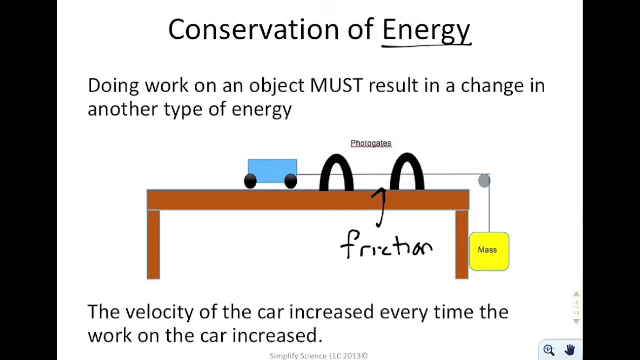 Conservation of Energy
Doing work on an object MUST result in a change in
another type of energy
Photogates
friction
Mass
The velocity of the car increased every time the
work on the car increased.
Simplify Science LLC 2013©